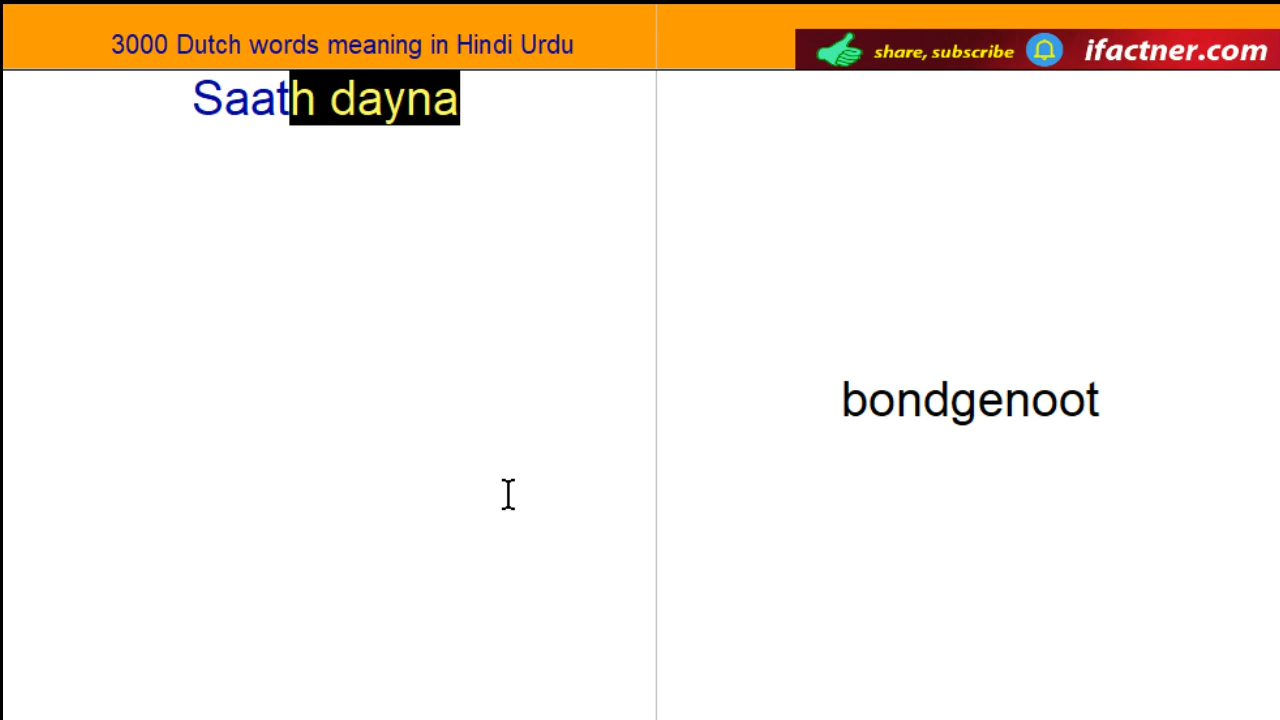 3000 Dutch words meaning in Hindi Urdu
share, subscribe ifactner.com
Saath dayna
bondgenoot